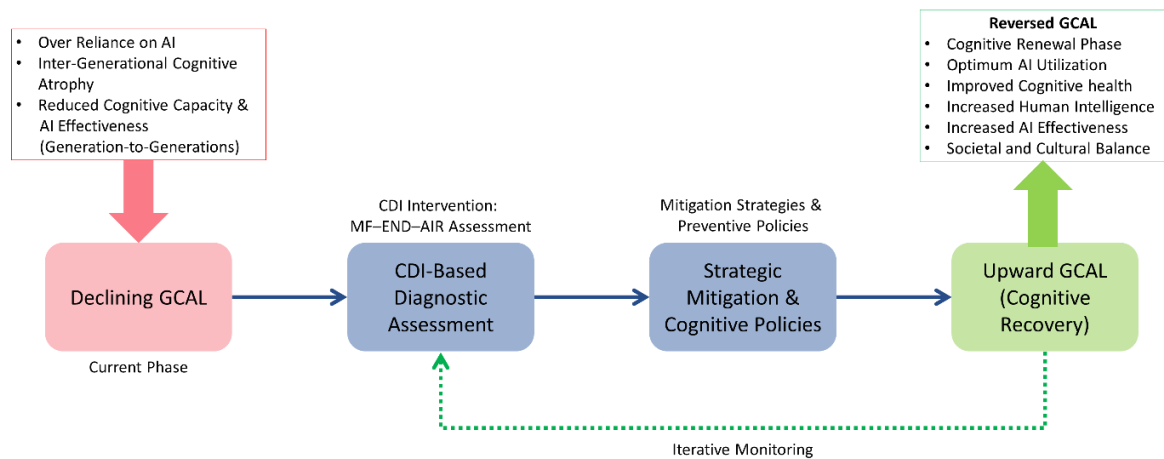 • Over Reliance on AI
• Inter-Generational Cognitive
Atrophy
• Reduced Cognitive Capacity &
AI Effectiveness
(Generation-to-Generations)
Reversed GCAL
• Cognitive Renewal Phase
• Optimum AI Utilization
• Improved Cognitive health
• Increased Human Intelligence
• Increased AI Effectiveness
• Societal and Cultural Balance
CDI Intervention:
MF–END–AIR Assessment
Mitigation Strategies &
Preventive Policies
Declining GCAL
CDI-Based
Diagnostic
Assessment
Strategic
Mitigation &
Cognitive Policies
Upward GCAL
(Cognitive
Recovery)
Current Phase
Iterative Monitoring